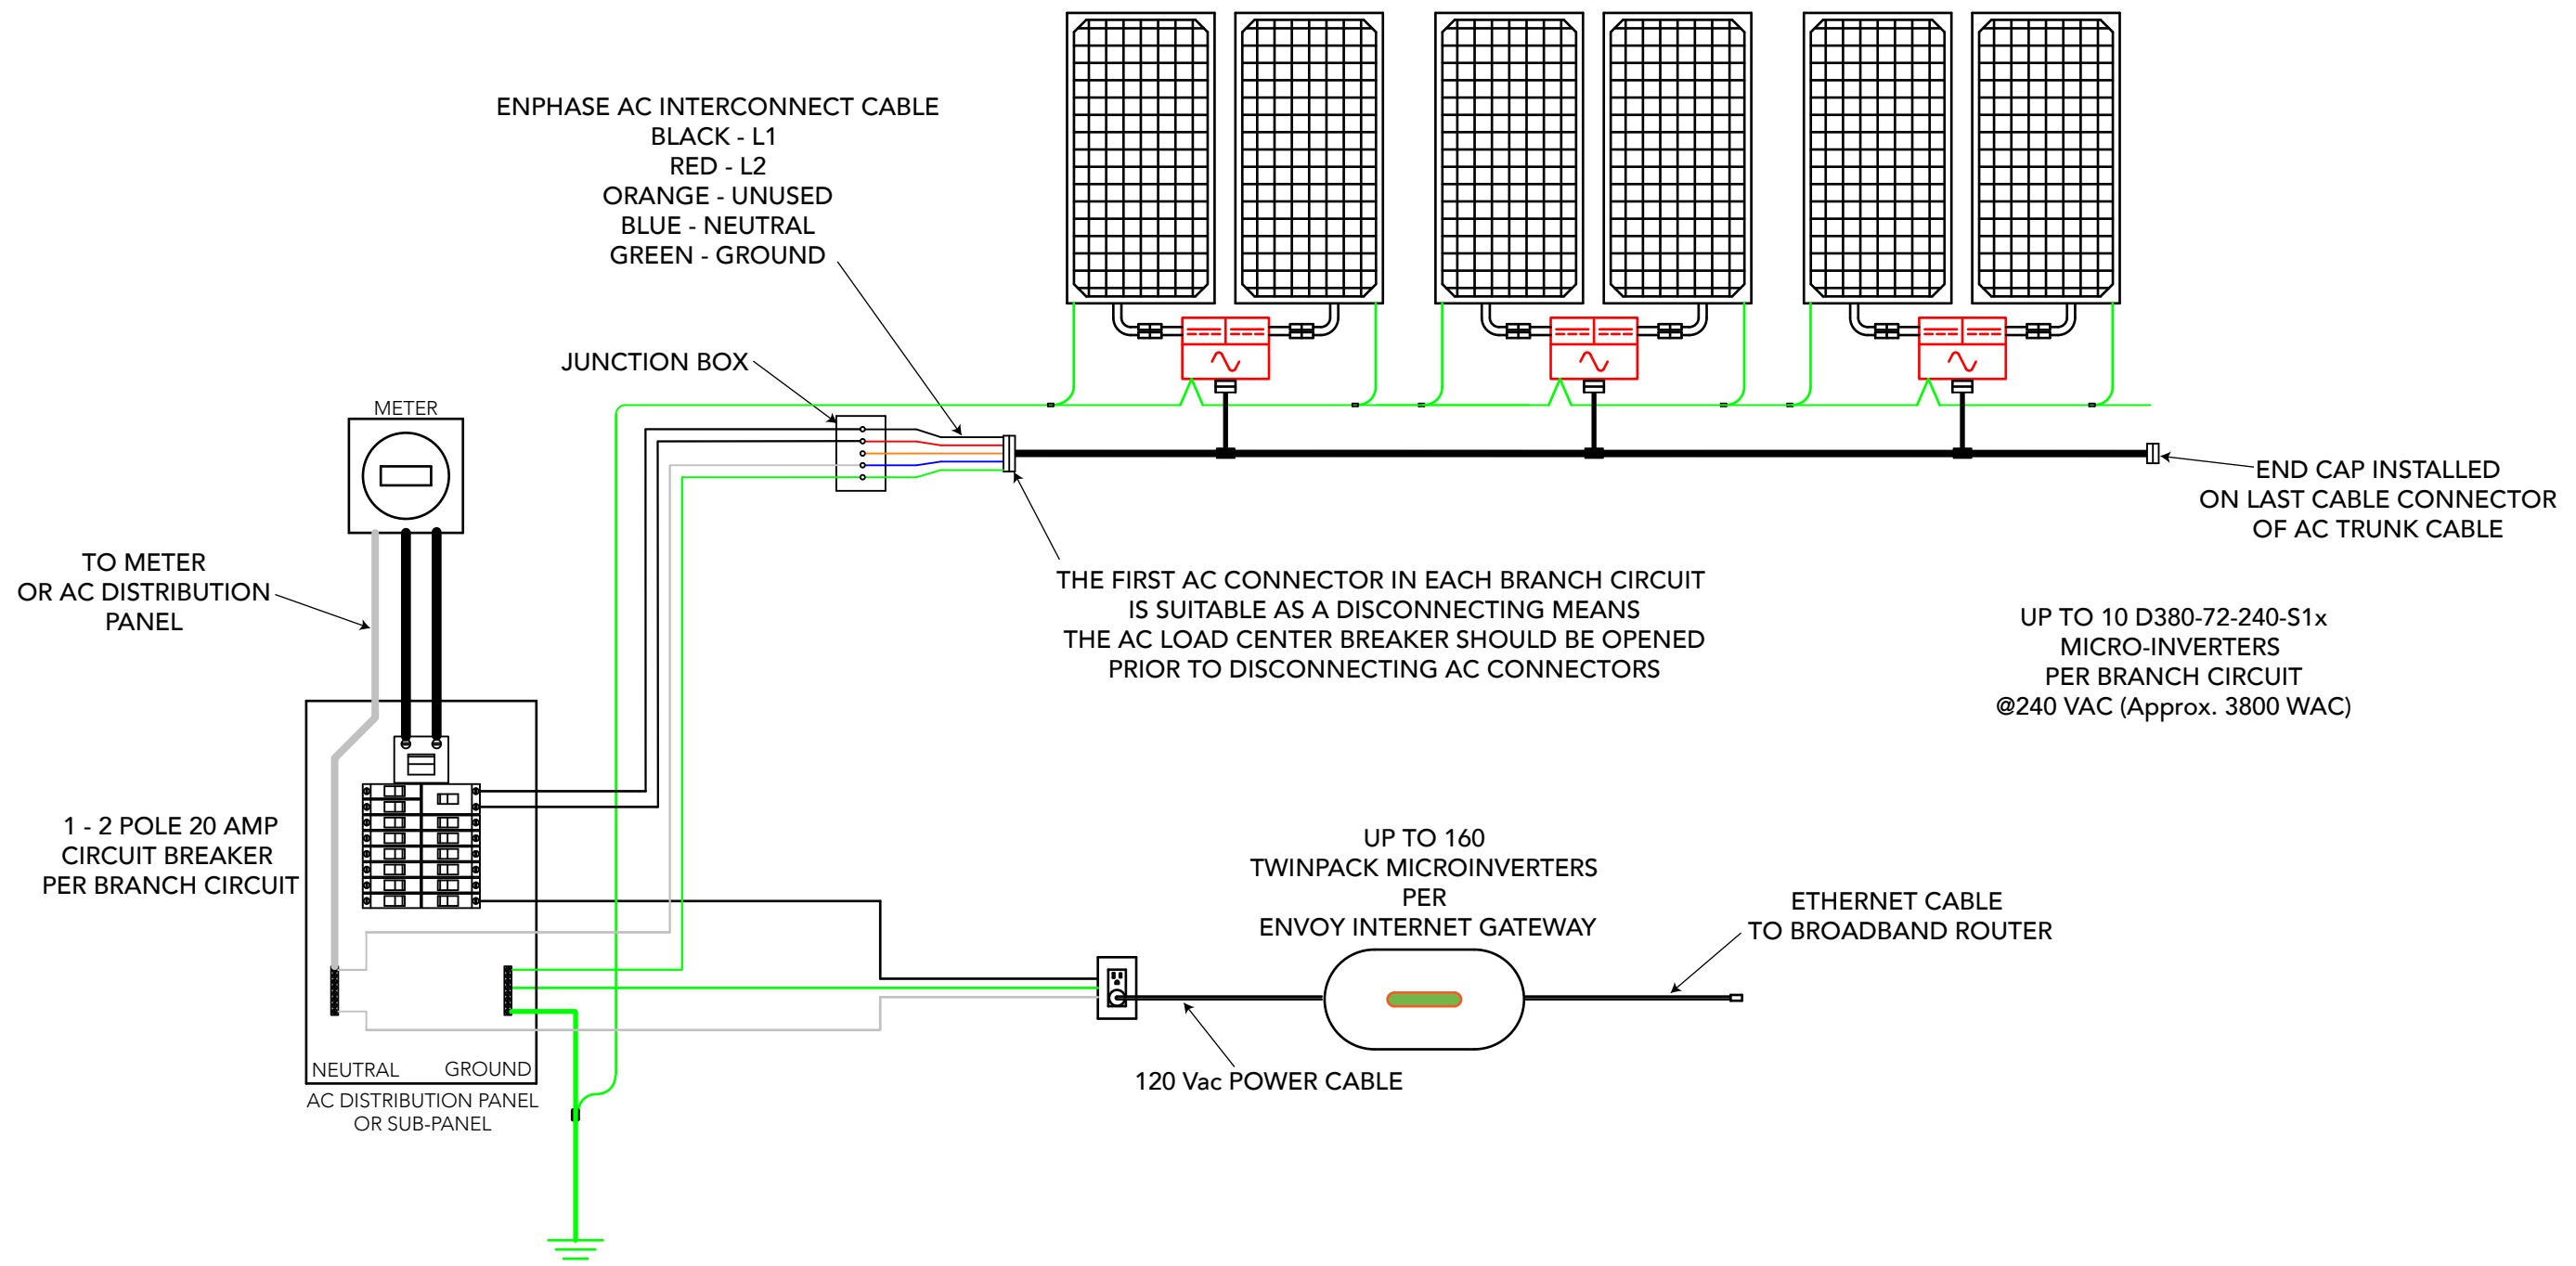 ENPHASE AC INTERCONNECT CABLE
BLACK - L1
RED - L2
ORANGE - UNUSED
BLUE - NEUTRAL
GREEN - GROUND
JUNCTION BOX
METER
TO METER
OR AC DISTRIBUTION
PANEL
END CAP INSTALLED
ON LAST CABLE CONNECTOR
OF AC TRUNK CABLE
THE FIRST AC CONNECTOR IN EACH BRANCH CIRCUIT
IS SUITABLE AS A DISCONNECTING MEANS
THE AC LOAD CENTER BREAKER SHOULD BE OPENED
PRIOR TO DISCONNECTING AC CONNECTORS
UP TO 10 D380-72-240-S1x
MICRO-INVERTERS
PER BRANCH CIRCUIT
@240 VAC (Approx. 3800 WAC)
1 - 2 POLE 20 AMP
CIRCUIT BREAKER
PER BRANCH CIRCUIT
UP TO 160
TWINPACK MICROINVERTERS
PER
ENVOY INTERNET GATEWAY
ETHERNET CABLE
TO BROADBAND ROUTER
120 Vac POWER CABLE
NEUTRAL
GROUND
AC DISTRIBUTION PANEL
OR SUB-PANEL